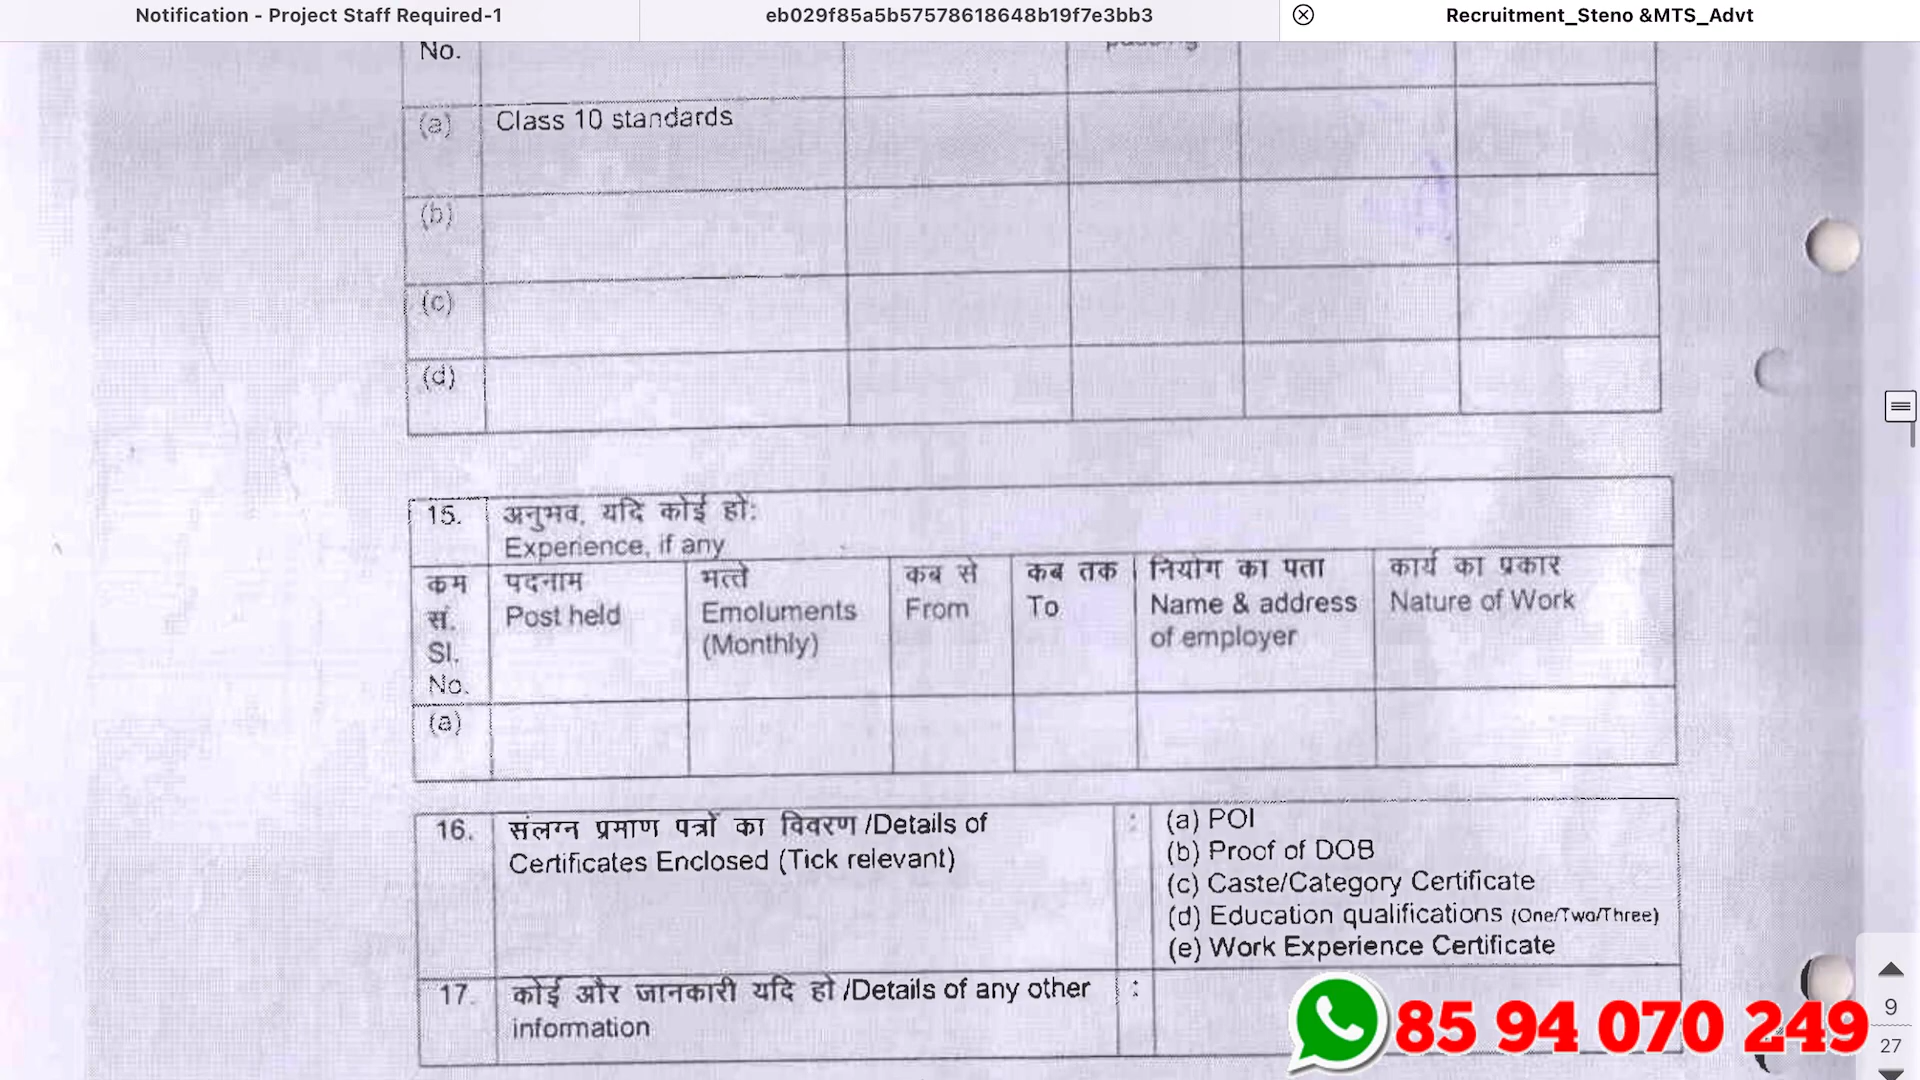 Notification - Project Staff Required-1
eb029f85a5b57578618648b19f7e3bb3
Recruitment_Steno &MTS_Advt
No.
(a) Class 10 standards
(b)
(c)
(d)
15. अनुभव, यदि कोई हो:
Experience, if any
कम पदनाम भत्ते कब से कब तक नियोग का पता कार्य का प्रकार
सं. Post held Emoluments From To Name & address Nature of Work
Sl. (Monthly) of employer
No.
(a)
16. संलग्न प्रमाण पत्रों का विवरण /Details of : (a) POI
Certificates Enclosed (Tick relevant) (b) Proof of DOB
(c) Caste/Category Certificate
(d) Education qualifications (One/Two/Three)
(e) Work Experience Certificate
17. कोई और जानकारी यदि हो /Details of any other :
information
85 94 070 249
9
27